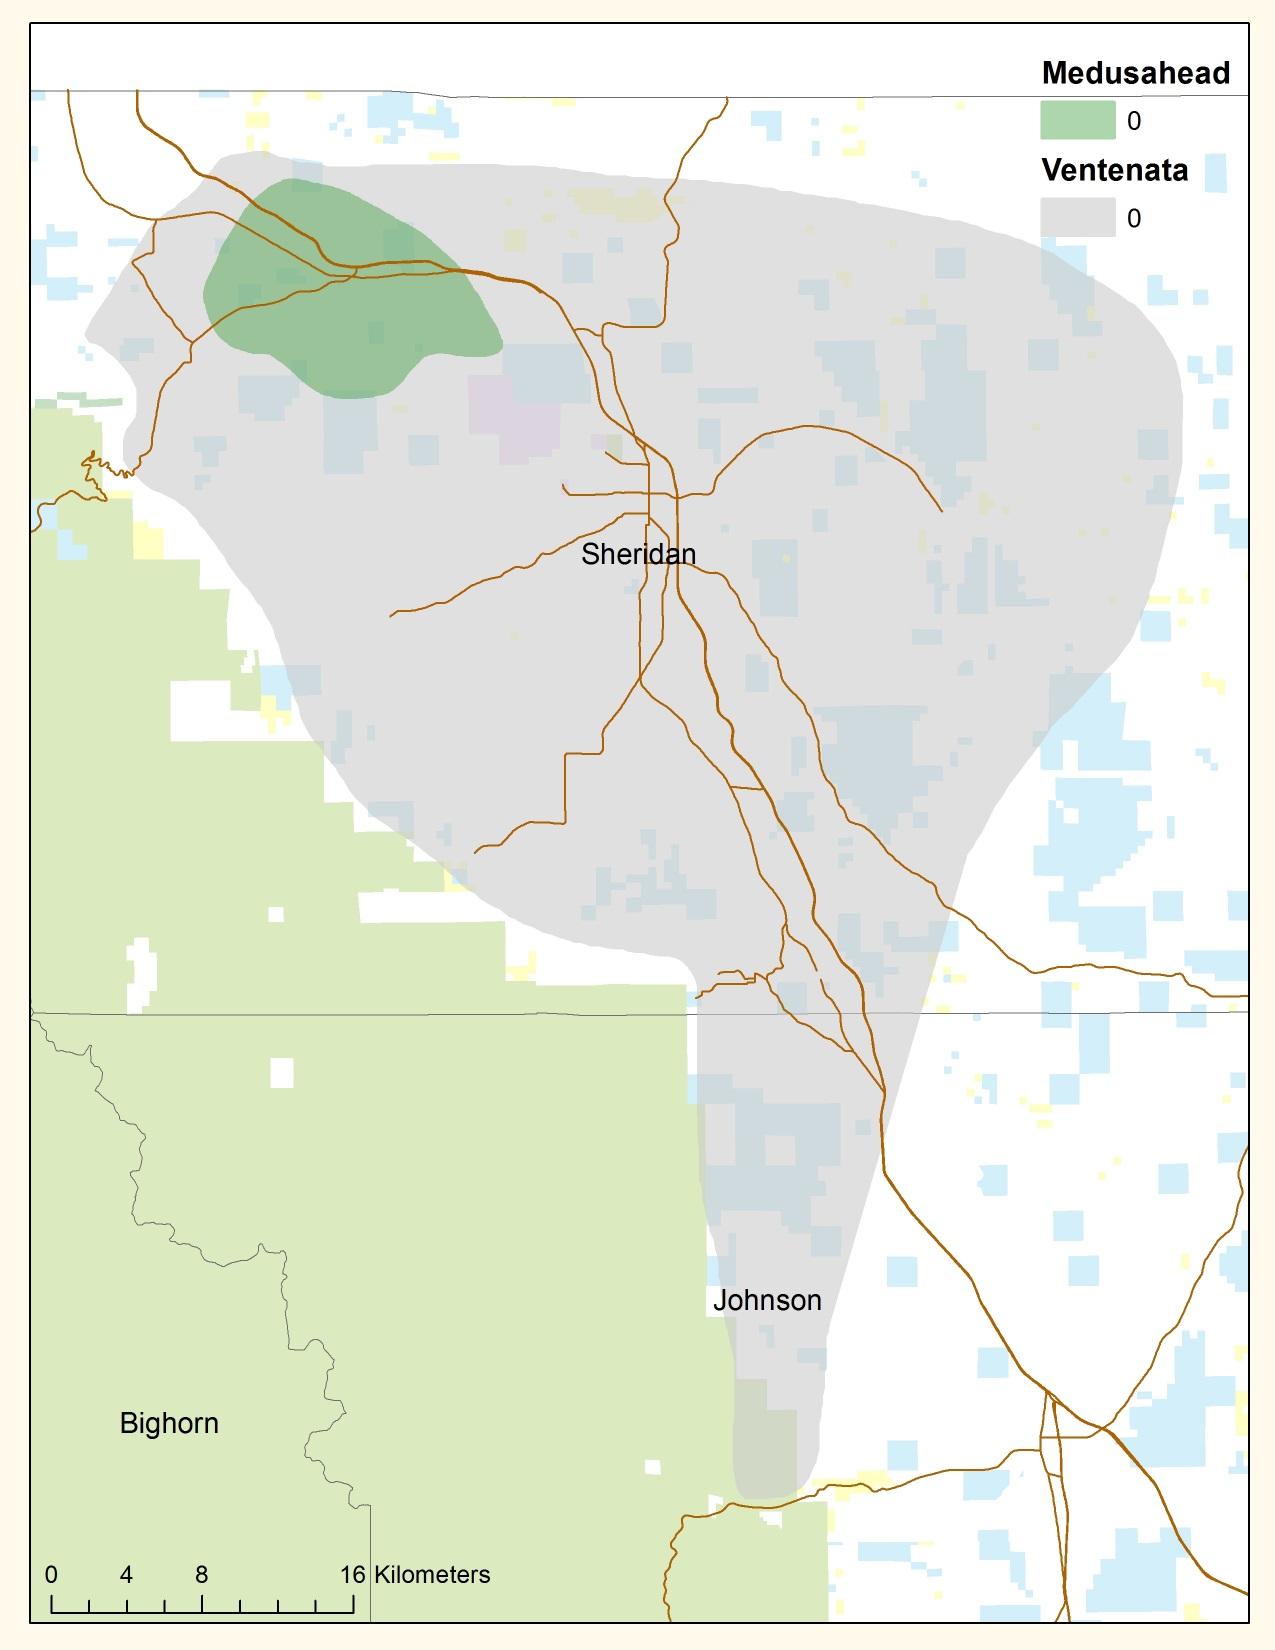 Medusahead
0
Ventenata
0
Sheridan
Johnson
Bighorn
0 4 8 16 Kilometers